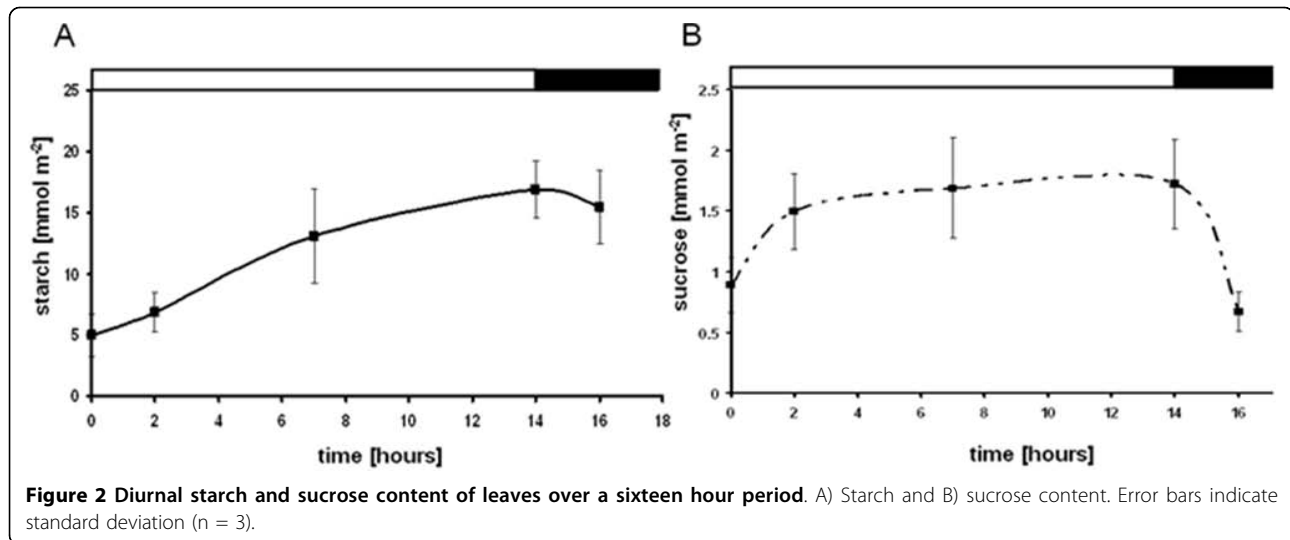 A
25
20
15
10
5
0
starch [mmol m-2]
0 2 4 6 8 10 12 14 16 18
time [hours]
B
2.5
2
1.5
1
0.5
0
sucrose [mmol m-2]
0 2 4 6 8 10 12 14 16
time [hours]
Figure 2 Diurnal starch and sucrose content of leaves over a sixteen hour period. A) Starch and B) sucrose content. Error bars indicate
standard deviation (n = 3).